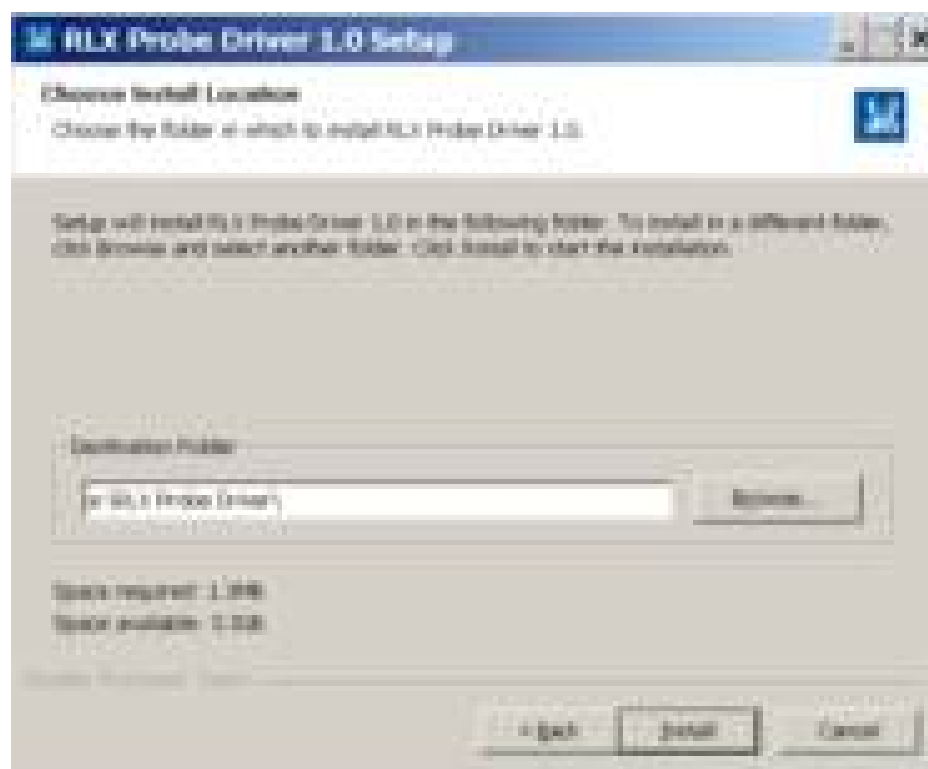 RLX Probe Driver 1.0 Setup
Choose Install Location
Choose the folder in which to install RLX Probe Driver 1.0.
Setup will install RLX Probe Driver 1.0 in the following folder. To install in a different folder,
click Browse and select another folder. Click Install to start the installation.
Destination Folder
RLX Probe Driver\
Browse...
Space required:
Space available:
< Back
Install
Cancel